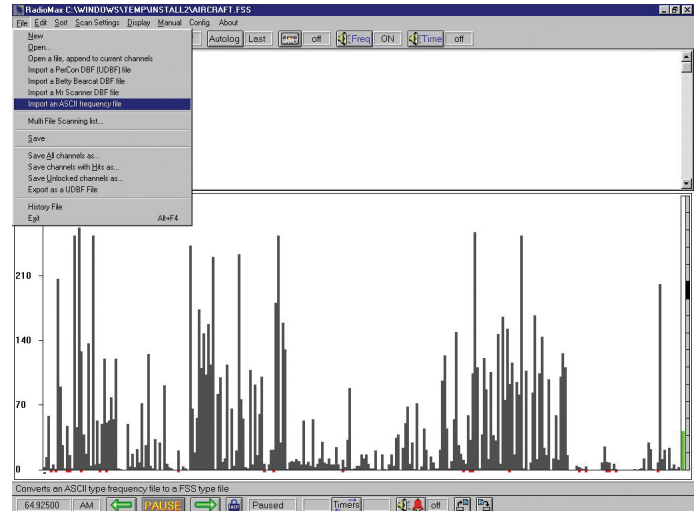 RadioMax C:\WINDOWS\TEMP\INSTALL2\AIRCRAFT.FSS
File Edit Sort Scan Settings Display Manual Config. About
Autolog Last off Freq ON Time off
New
Open...
Open a file, append to current channels
Import a PerCon DBF (UDBF) file
Import a Betty Bearcat DBF file
Import a Mr Scanner DBF file
Import an ASCII frequency file
Multi File Scanning list...
Save
Save All channels as...
Save channels with Hits as...
Save Unlocked channels as...
Export as a UDBF File
History File
Exit Alt+F4
210
140
70
0
Converts an ASCII type frequency file to a FSS type file
64.92500 AM PAUSE Paused Timers off